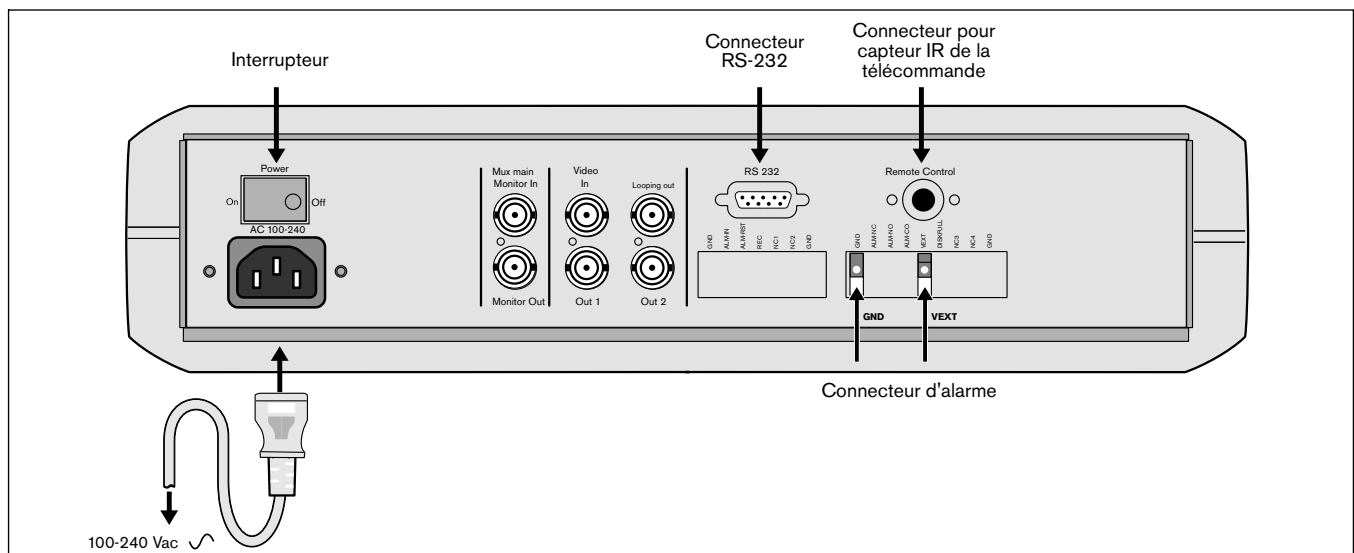 Interrupteur
Connecteur
RS-232
Connecteur pour
capteur IR de la
télécommande
Power
On
Off
AC 100-240
Mux main
Monitor In
Monitor Out
Video
In
Out 1
Looping out
Out 2
RS 232
GND
ALM-IN
ALM-RST
REC
NC1
NC2
GND
Remote Control
GND
ALM-NC
ALM-NO
ALM-CO
VEXT
DISKFULL
NC3
NC4
GND
GND
VEXT
Connecteur d'alarme
100-240 Vac